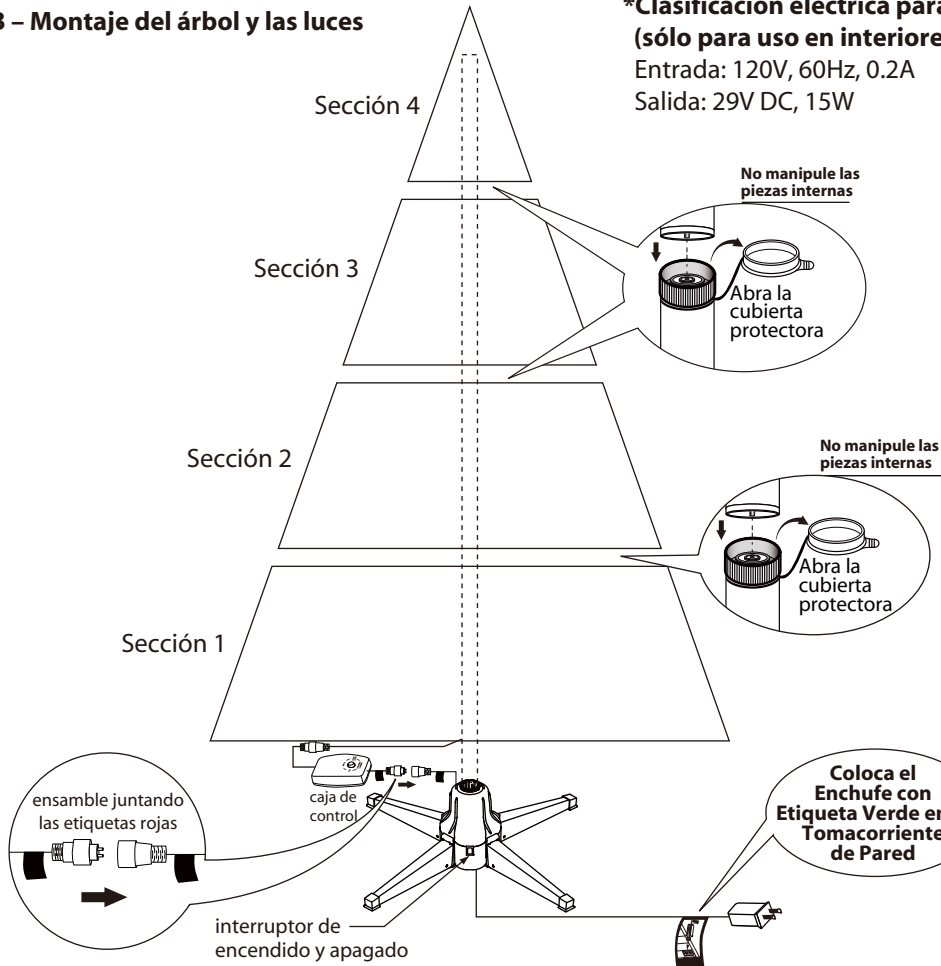 – Montaje del árbol y las luces
*Clasificación eléctrica para
(sólo para uso en
Entrada: 120V, 60Hz, 0.2A
Salida: 29V DC, 15W
Sección 4
No manipule las
piezas internas
Abra la
cubierta
protectora
Sección 3
Sección 2
No manipule las
piezas internas
Abra la
cubierta
protectora
Sección 1
ensamble juntando
las etiquetas rojas
caja de
control
interruptor de
encendido y apagado
Coloca el
Enchufe con
Etiqueta Verde
Tomacorriente
de Pared